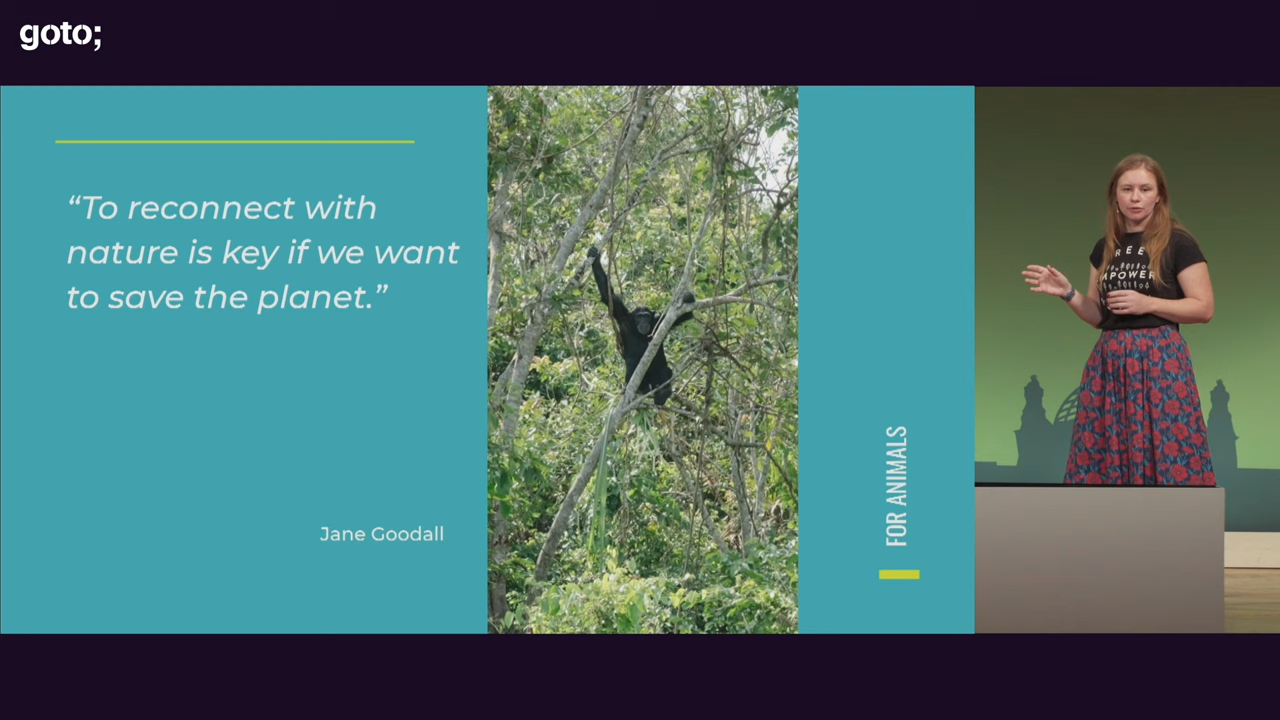 goto;
“To reconnect with
nature is key if we want
to save the planet.”
Jane Goodall
FOR ANIMALS